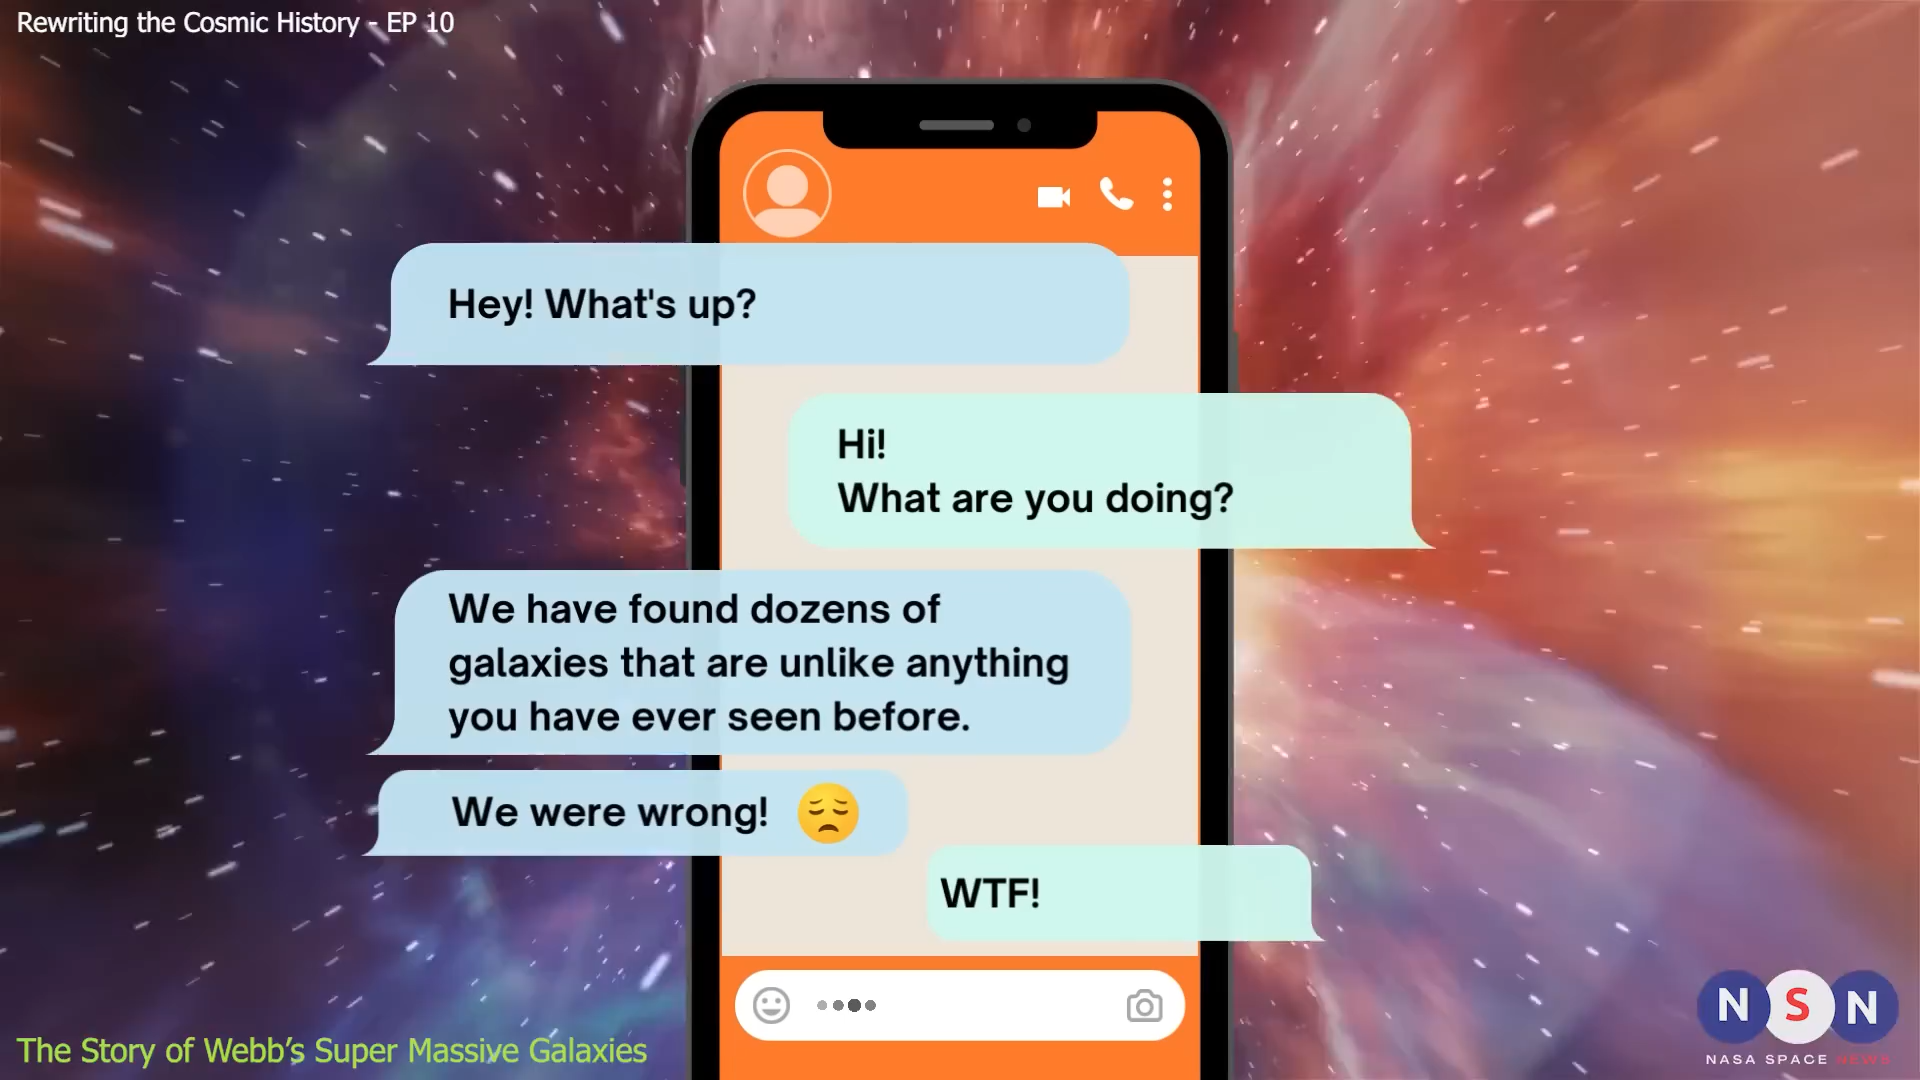 Rewriting the Cosmic History - EP 10
Hey! What's up?
Hi!
What are you doing?
We have found dozens of
galaxies that are unlike anything
you have ever seen before.
We were wrong! 😔
WTF!
The Story of Webb’s Super Massive Galaxies
N S N
NASA SPACE NEWS